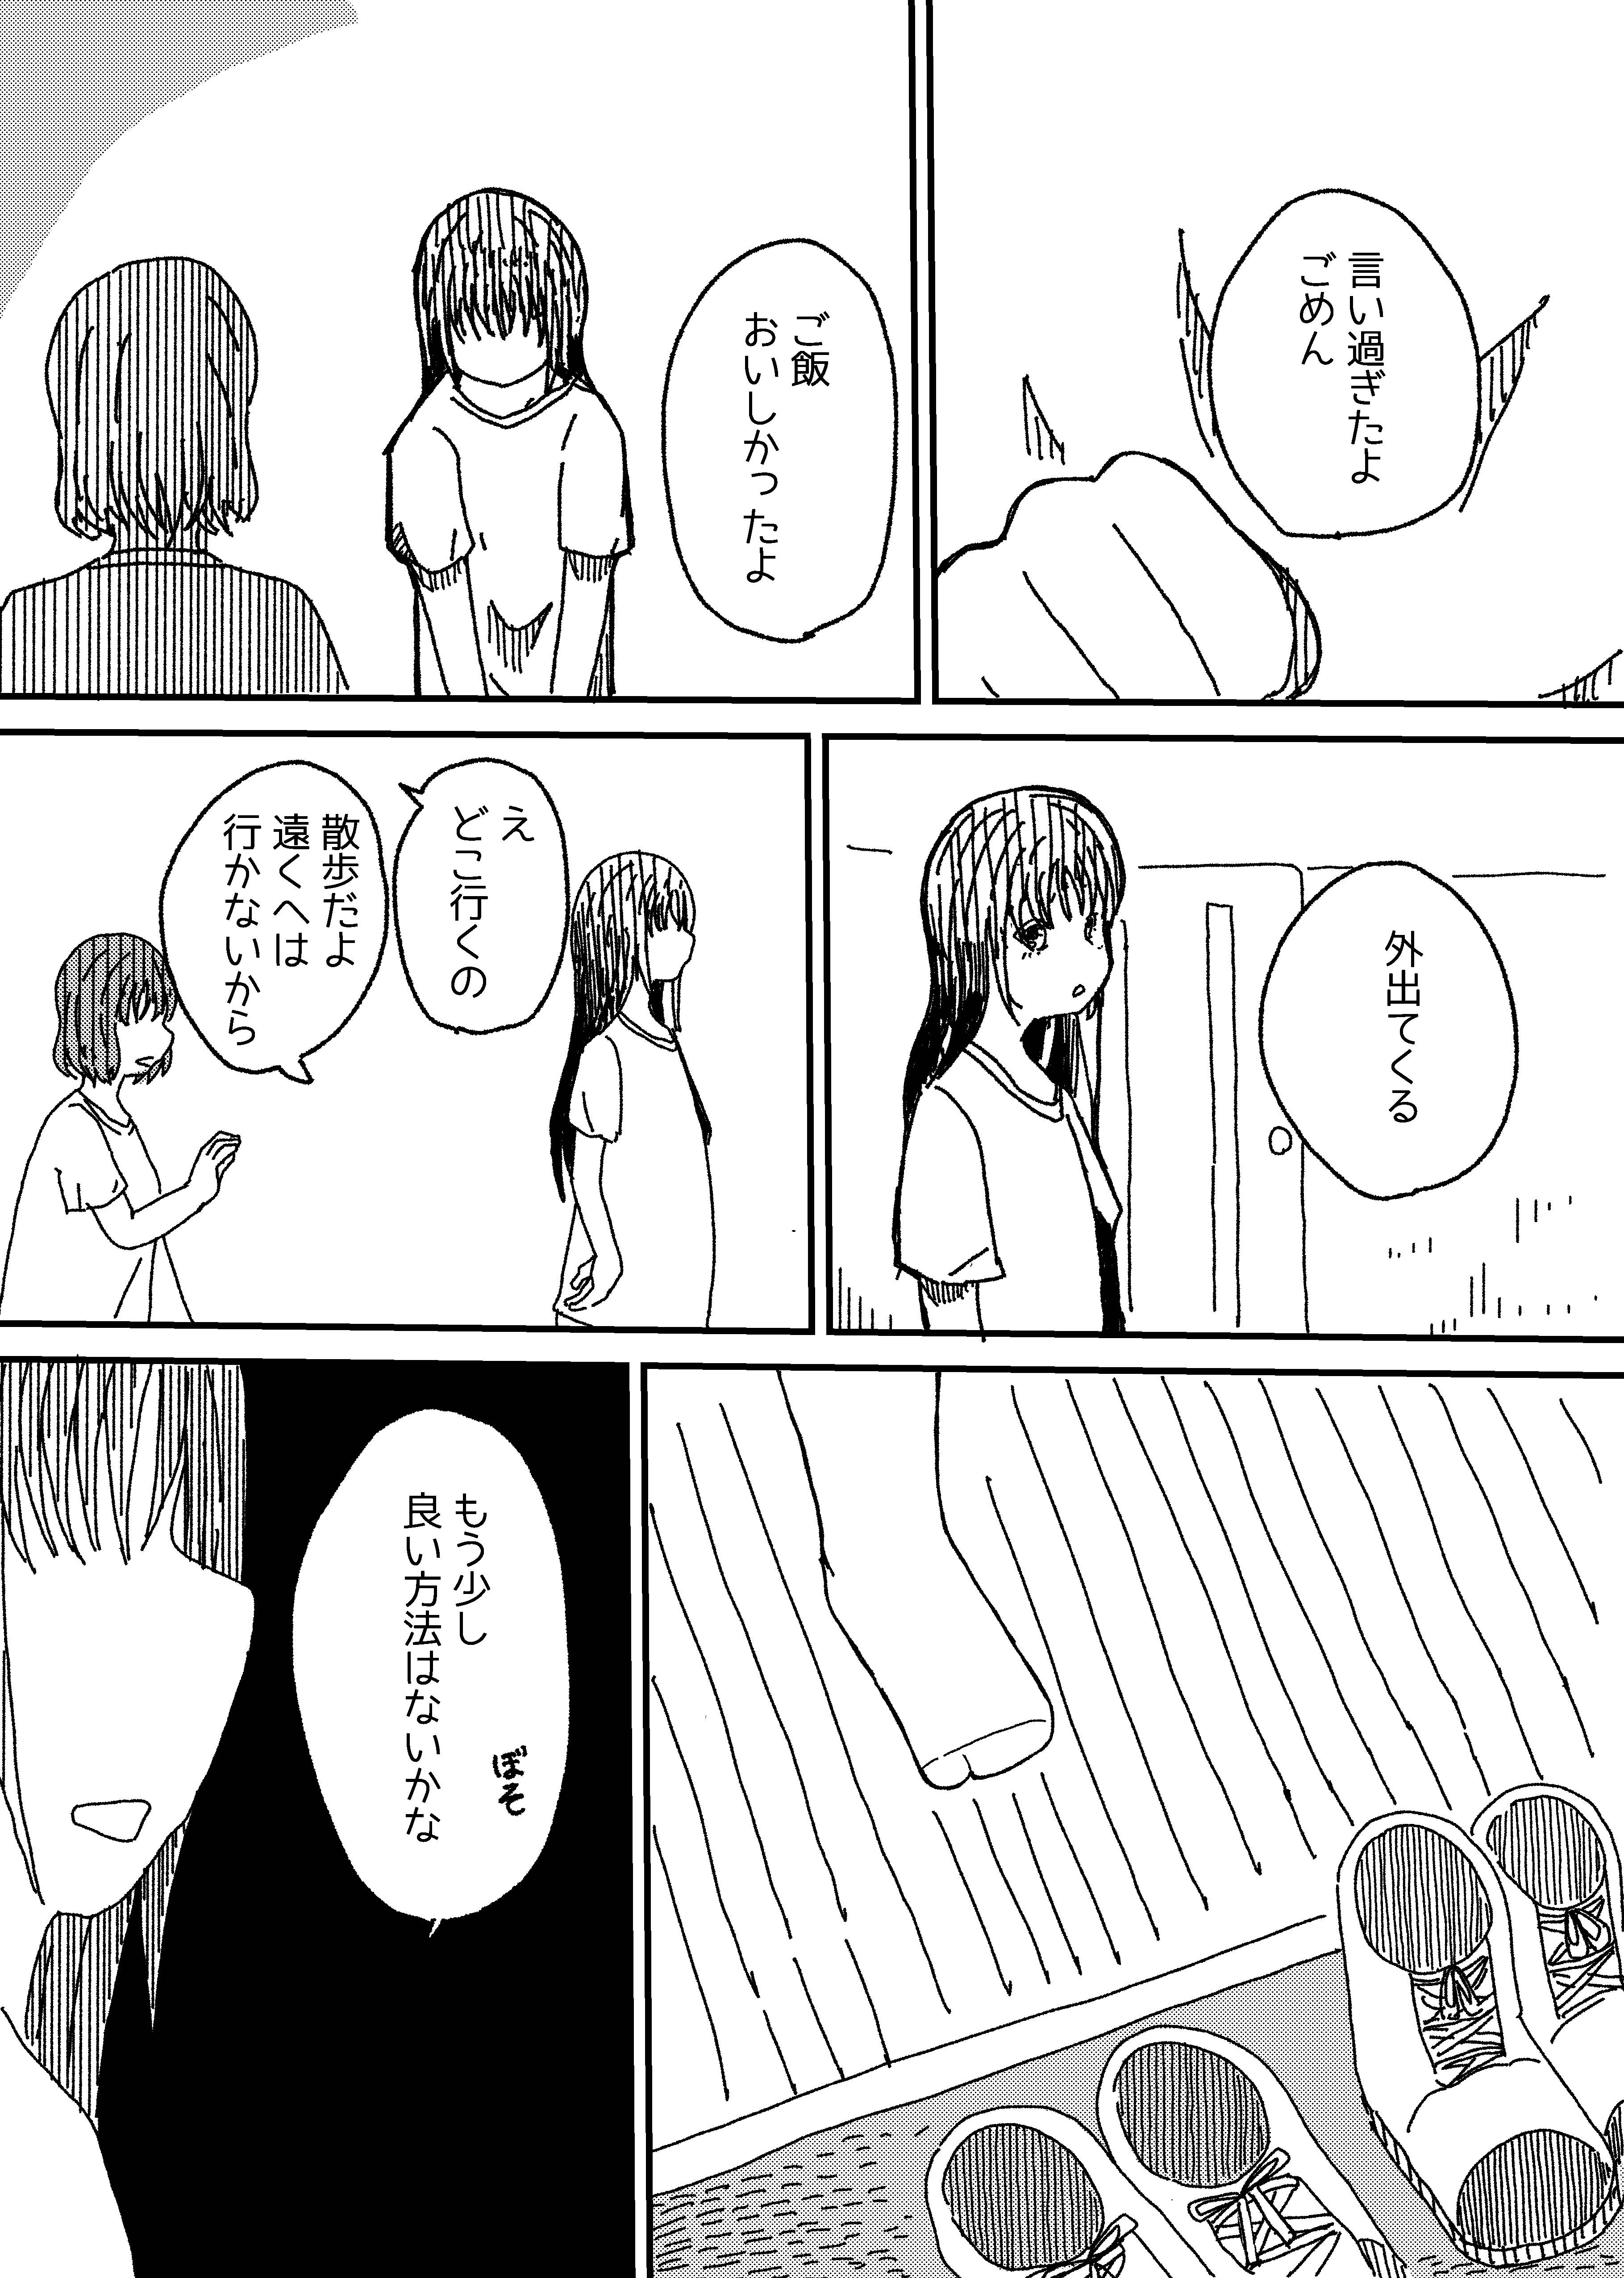 言い過ぎたよ
ごめん
ご飯
おいしかったよ
外出てくる
え
どこ行くの
散歩だよ
遠くへは
行かないから
もう少し
良い方法はないかな
ぼそ